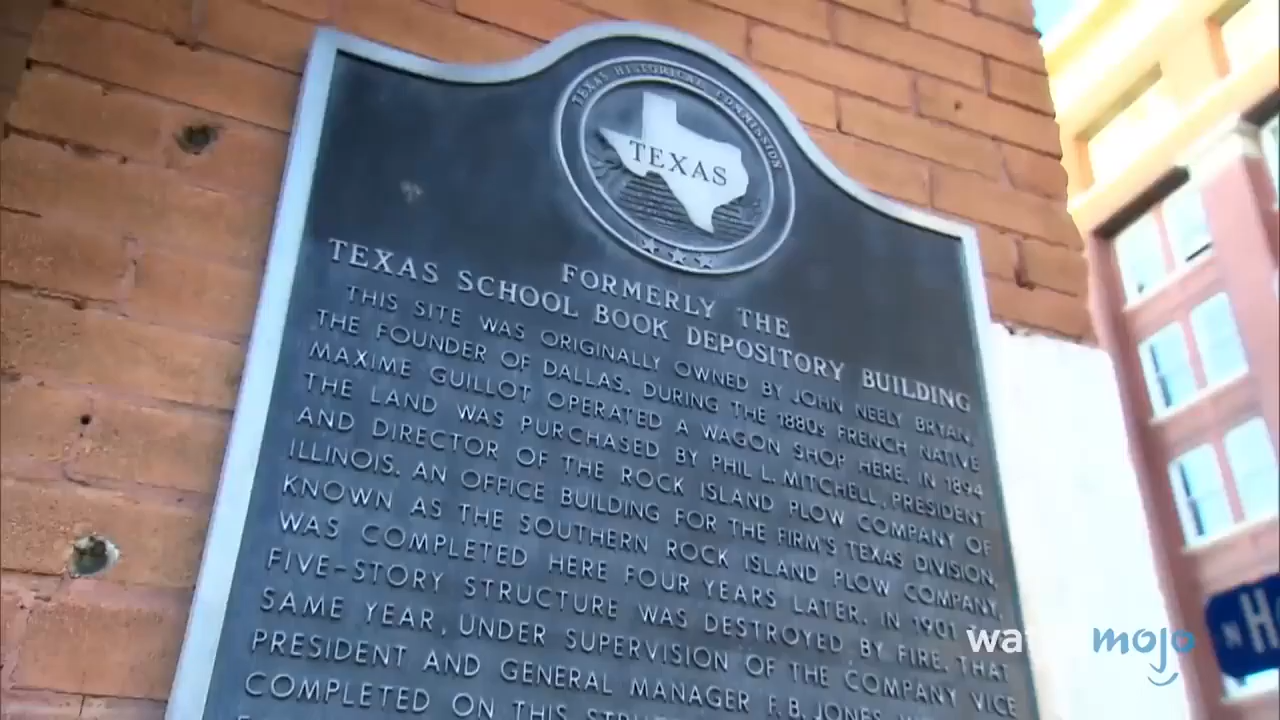 TEXAS HISTORICAL COMMISSION
TEXAS
FORMERLY THE
TEXAS SCHOOL BOOK DEPOSITORY BUILDING
THIS SITE WAS ORIGINALLY OWNED BY JOHN NEELY BRYAN,
THE FOUNDER OF DALLAS. DURING THE 1880s FRENCH NATIVE
MAXIME GUILLOT OPERATED A WAGON SHOP HERE. IN 1894
THE LAND WAS PURCHASED BY PHIL L. MITCHELL, PRESIDENT
AND DIRECTOR OF THE ROCK ISLAND PLOW COMPANY OF
ILLINOIS. AN OFFICE BUILDING FOR THE FIRM'S TEXAS DIVISION,
KNOWN AS THE SOUTHERN ROCK ISLAND PLOW COMPANY,
WAS COMPLETED HERE FOUR YEARS LATER. IN 1901
FIVE-STORY STRUCTURE WAS DESTROYED BY FIRE. THAT
SAME YEAR, UNDER SUPERVISION OF THE COMPANY VICE
PRESIDENT AND GENERAL MANAGER F. B. JONES,
COMPLETED ON THIS
N H
mojo